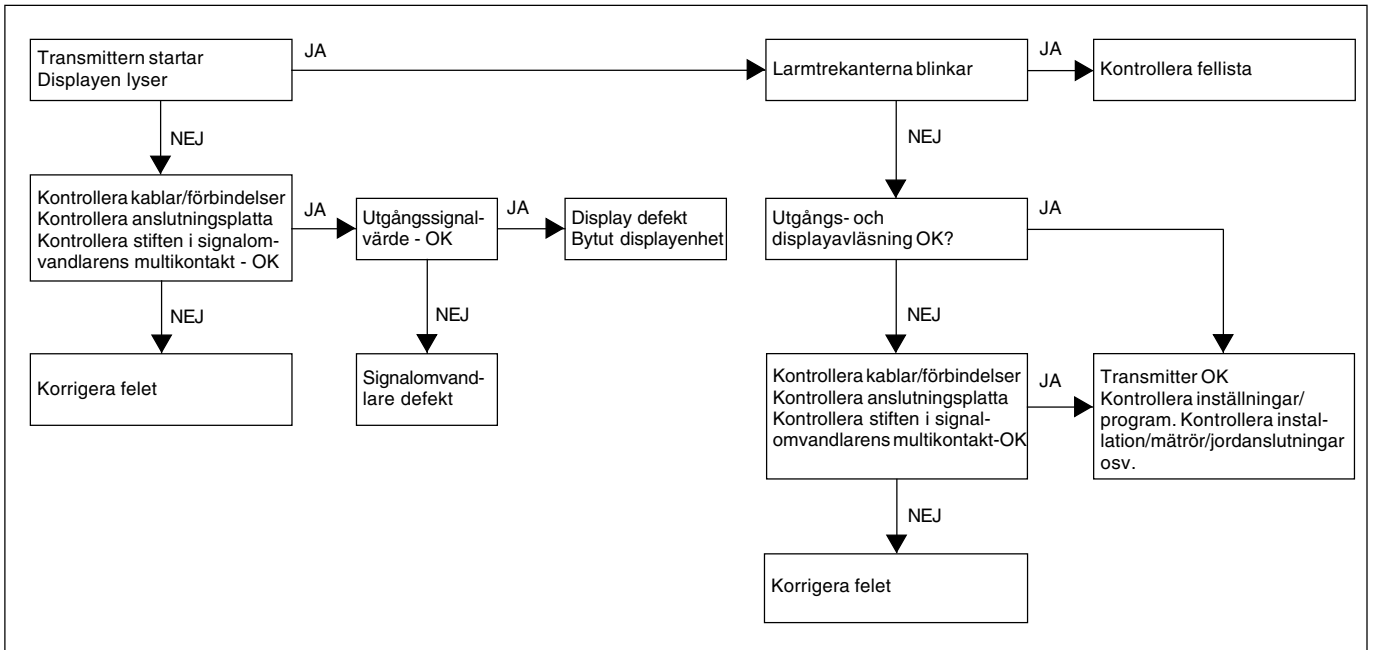 Transmittern startar
Displayen lyser
JA
Larmtrekanterna blinkar
JA
Kontrollera fellista
NEJ
NEJ
Kontrollera kablar/förbindelser
Kontrollera anslutningsplatta
Kontrollera stiften i signalom-
vandlarens multikontakt - OK
JA
Utgångssignal-
värde - OK
JA
Display defekt
Bytut displayenhet
Utgångs- och
displayavläsning OK?
JA
NEJ
NEJ
NEJ
Korrigera felet
Signalomvand-
lare defekt
Kontrollera kablar/förbindelser
Kontrollera anslutningsplatta
Kontrollera stiften i signal-
omvandlarens multikontakt-OK
JA
Transmitter OK
Kontrollera inställningar/
program. Kontrollera instal-
lation/mätrör/jordanslutningar
osv.
NEJ
Korrigera felet